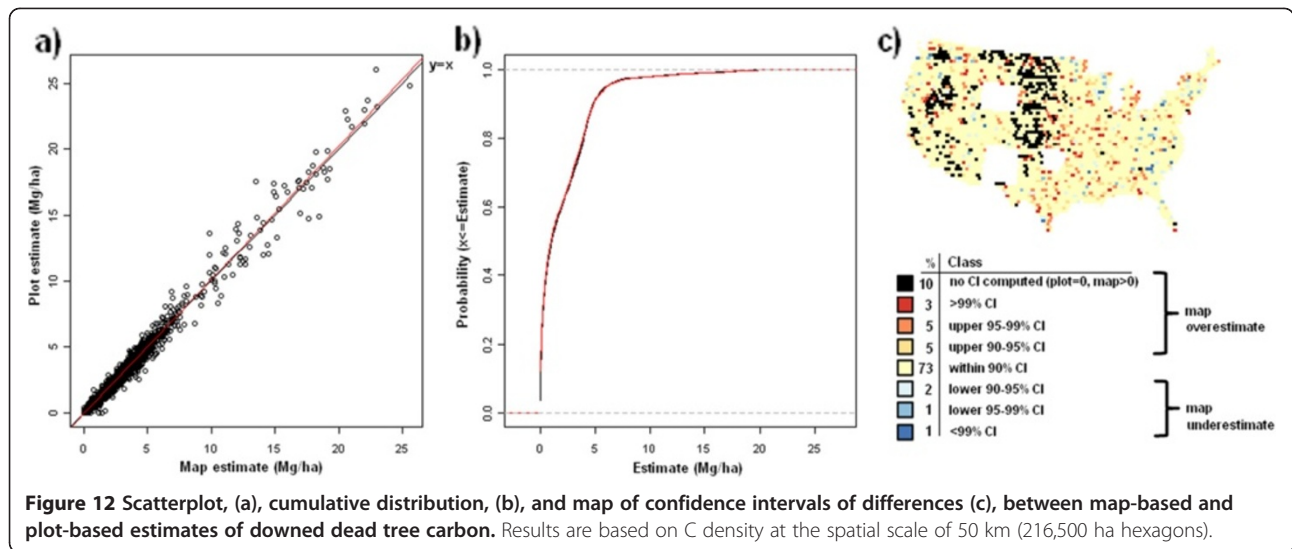 a)
y=x
25
20
15
10
5
0
Plot estimate (Mg/ha)
0 5 10 15 20 25
Map estimate (Mg/ha)
b)
1.0
0.8
0.6
0.4
0.2
0.0
Probability (x<=Estimate)
0 5 10 15 20 25
Estimate (Mg/ha)
c)
% Class
10 no CI computed (plot=0, map>0)
3 >99% CI
5 upper 95-99% CI
5 upper 90-95% CI
73 within 90% CI
2 lower 90-95% CI
1 lower 95-99% CI
1 <99% CI
map
overestimate
map
underestimate
Figure 12 Scatterplot, (a), cumulative distribution, (b), and map of confidence intervals of differences (c), between map-based and
plot-based estimates of downed dead tree carbon. Results are based on C density at the spatial scale of 50 km (216,500 ha hexagons).